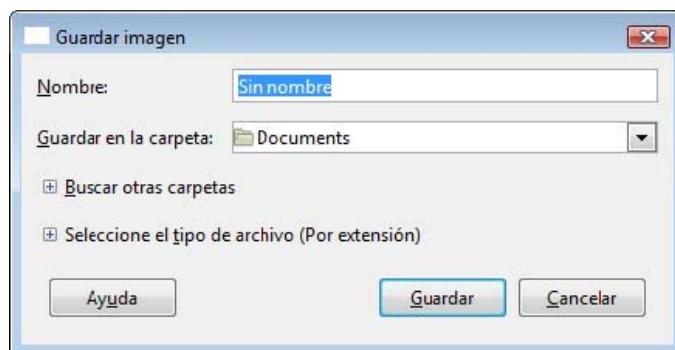 Guardar imagen
Nombre: Sin nombre
Guardar en la carpeta: Documents
Buscar otras carpetas
Seleccione el tipo de archivo (Por extensión)
Ayuda Guardar Cancelar